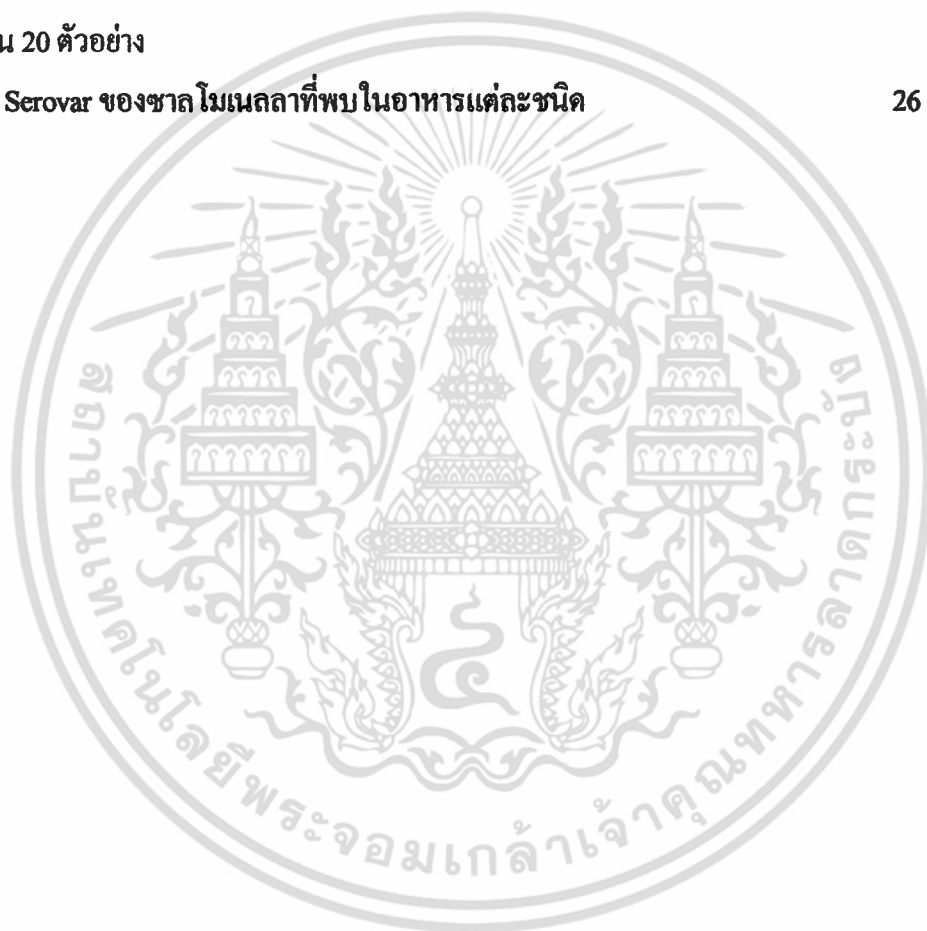 น 20 ตัวอย่าง
Serovar ของซาลโมเนลลาที่พบในอาหารแต่ละชนิด 26
สถาบันเทคโนโลยีพระจอมเกล้าเจ้าคุณทหารลาดกระบัง
๔